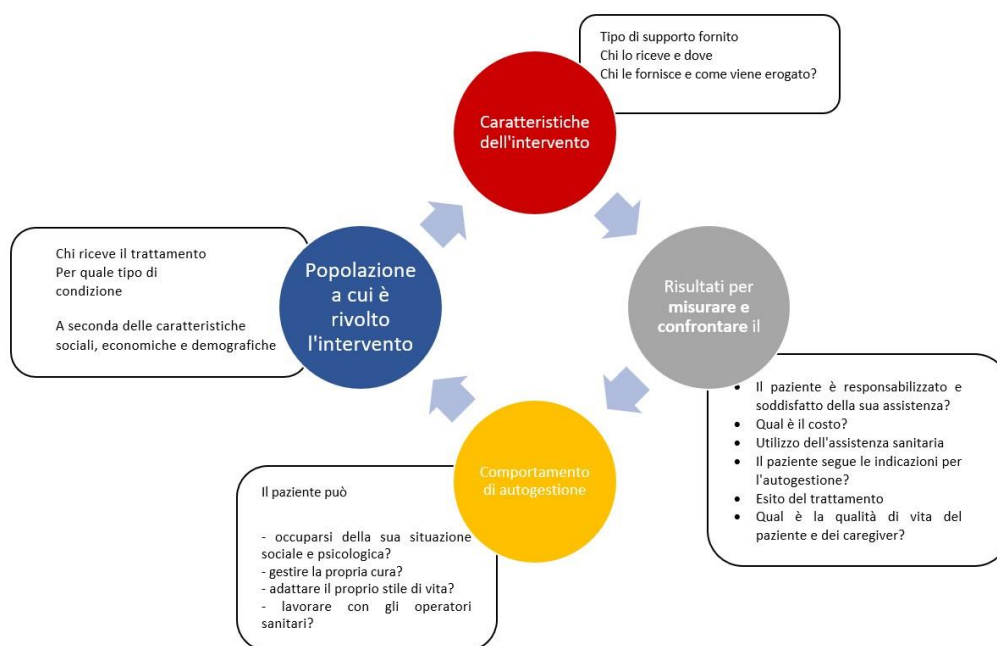 Tipo di supporto fornito
Chi lo riceve e dove
Chi le fornisce e come viene erogato?
Caratteristiche
dell'intervento
Chi riceve il trattamento
Per quale tipo di
condizione
A seconda delle caratteristiche
sociali, economiche e demografiche
Popolazione
a cui è
rivolto
l'intervento
Risultati per
misurare e
confrontare il
• Il paziente è responsabilizzato e
soddisfatto della sua assistenza?
• Qual è il costo?
• Utilizzo dell'assistenza sanitaria
• Il paziente segue le indicazioni per
l'autogestione?
• Esito del trattamento
• Qual è la qualità di vita del
paziente e dei caregiver?
Comportamento
di autogestione
Il paziente può
- occuparsi della sua situazione
sociale e psicologica?
- gestire la propria cura?
- adattare il proprio stile di vita?
- lavorare con gli operatori
sanitari?